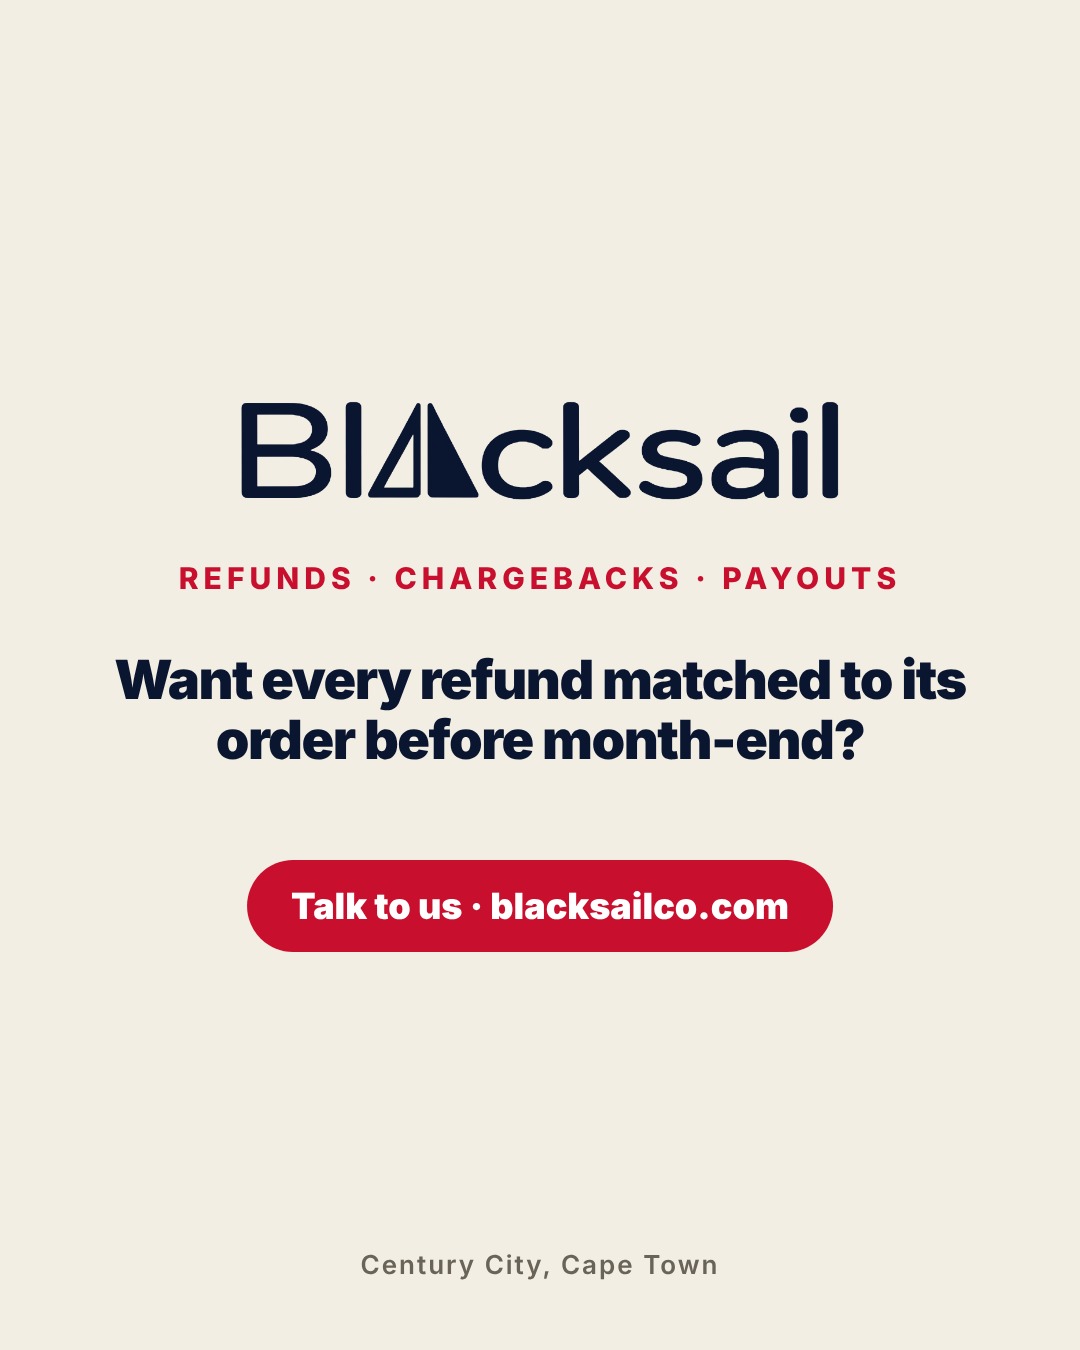 Blacksail
REFUNDS · CHARGEBACKS · PAYOUTS
Want every refund matched to its
order before month-end?
Talk to us · blacksailco.com
Century City, Cape Town